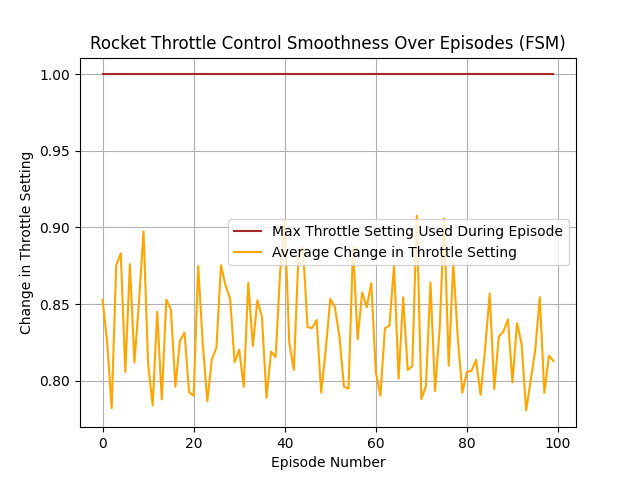 Rocket Throttle Control Smoothness Over Episodes (FSM)
1.00
0.95
0.90
0.85
0.80
Change in Throttle Setting
Max Throttle Setting Used During Episode
Average Change in Throttle Setting
0
20
40
60
80
100
Episode Number